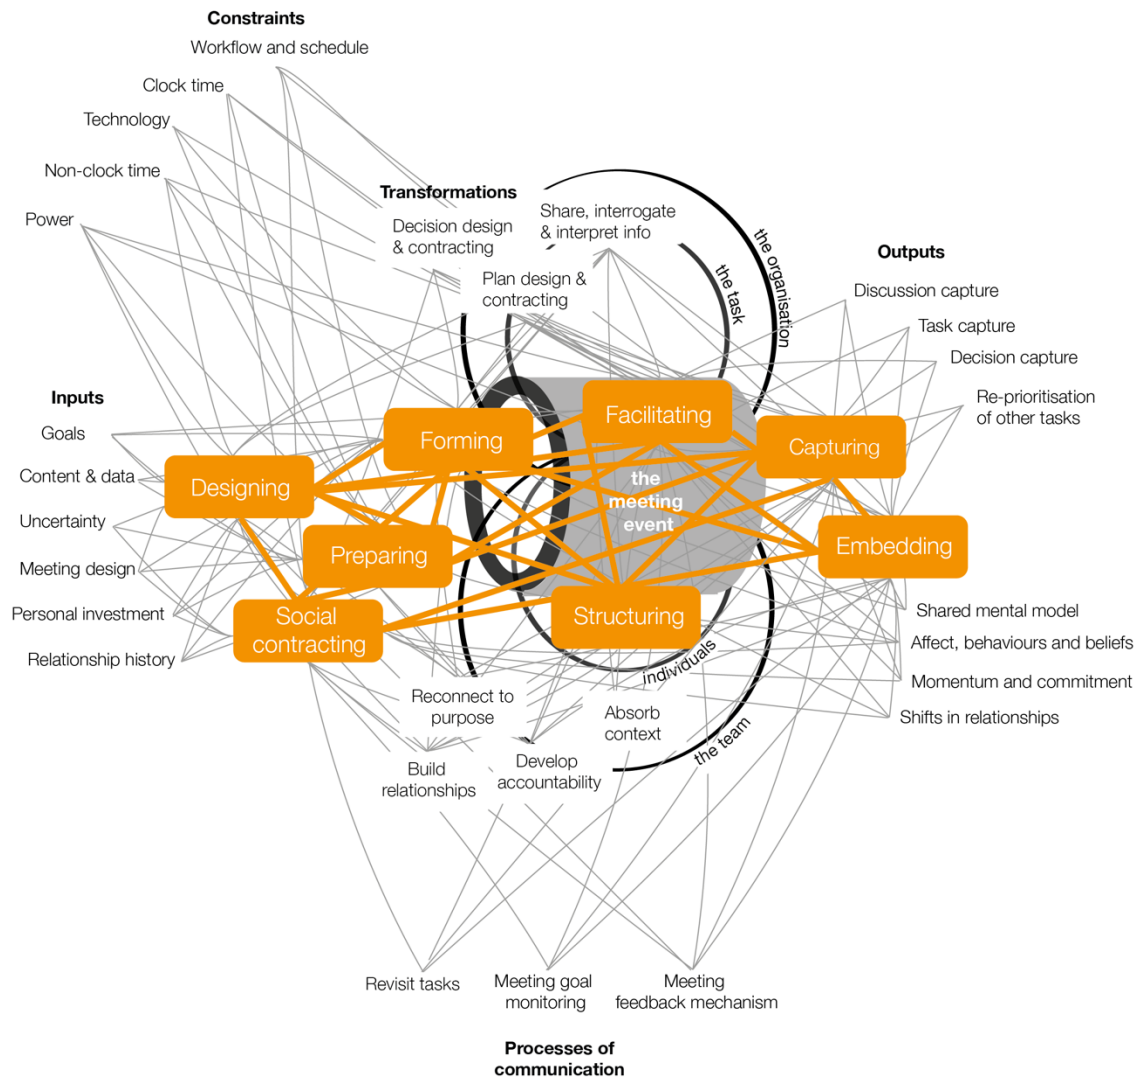 Constraints
Workflow and schedule
Clock time
Technology
Non-clock time
Power
Transformations
Decision design
& contracting
Share, interrogate
& interpret info
Plan design &
contracting
the organisation
the task
Outputs
Discussion capture
Task capture
Decision capture
Re-prioritisation
of other tasks
Inputs
Goals
Content & data
Uncertainty
Meeting design
Personal investment
Relationship history
Designing
Forming
Preparing
Social
contracting
Facilitating
the
meeting
event
Structuring
Capturing
Embedding
Shared mental model
Affect, behaviours and beliefs
Momentum and commitment
Shifts in relationships
individuals
the team
Reconnect to
purpose
Absorb
context
Build
relationships
Develop
accountability
Revisit tasks
Meeting goal
monitoring
Meeting
feedback mechanism
Processes of
communication